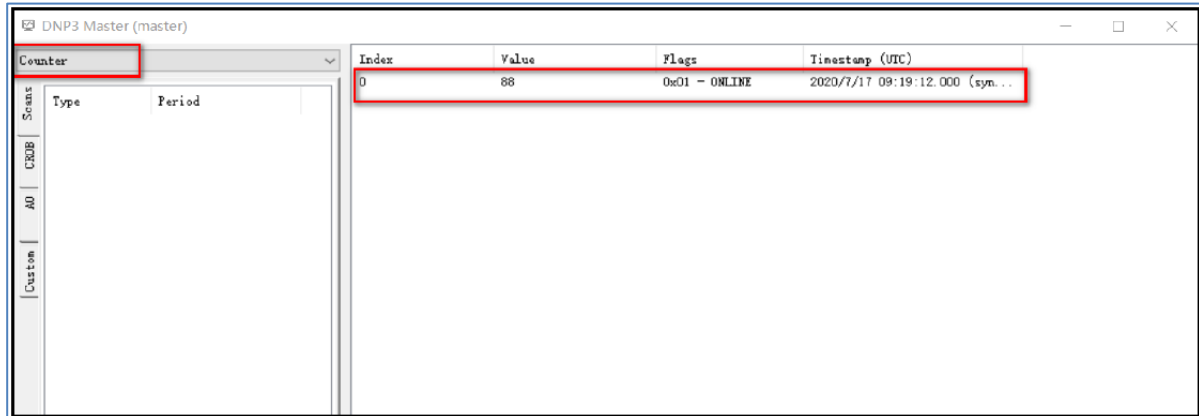 DNP3 Master (master)
Counter
Index Value Flags Timestamp (UTC)
0 88 0x01 - ONLINE 2020/7/17 09:19:12.000 (syn...
Type Period
Scans
CROB
AO
Custom